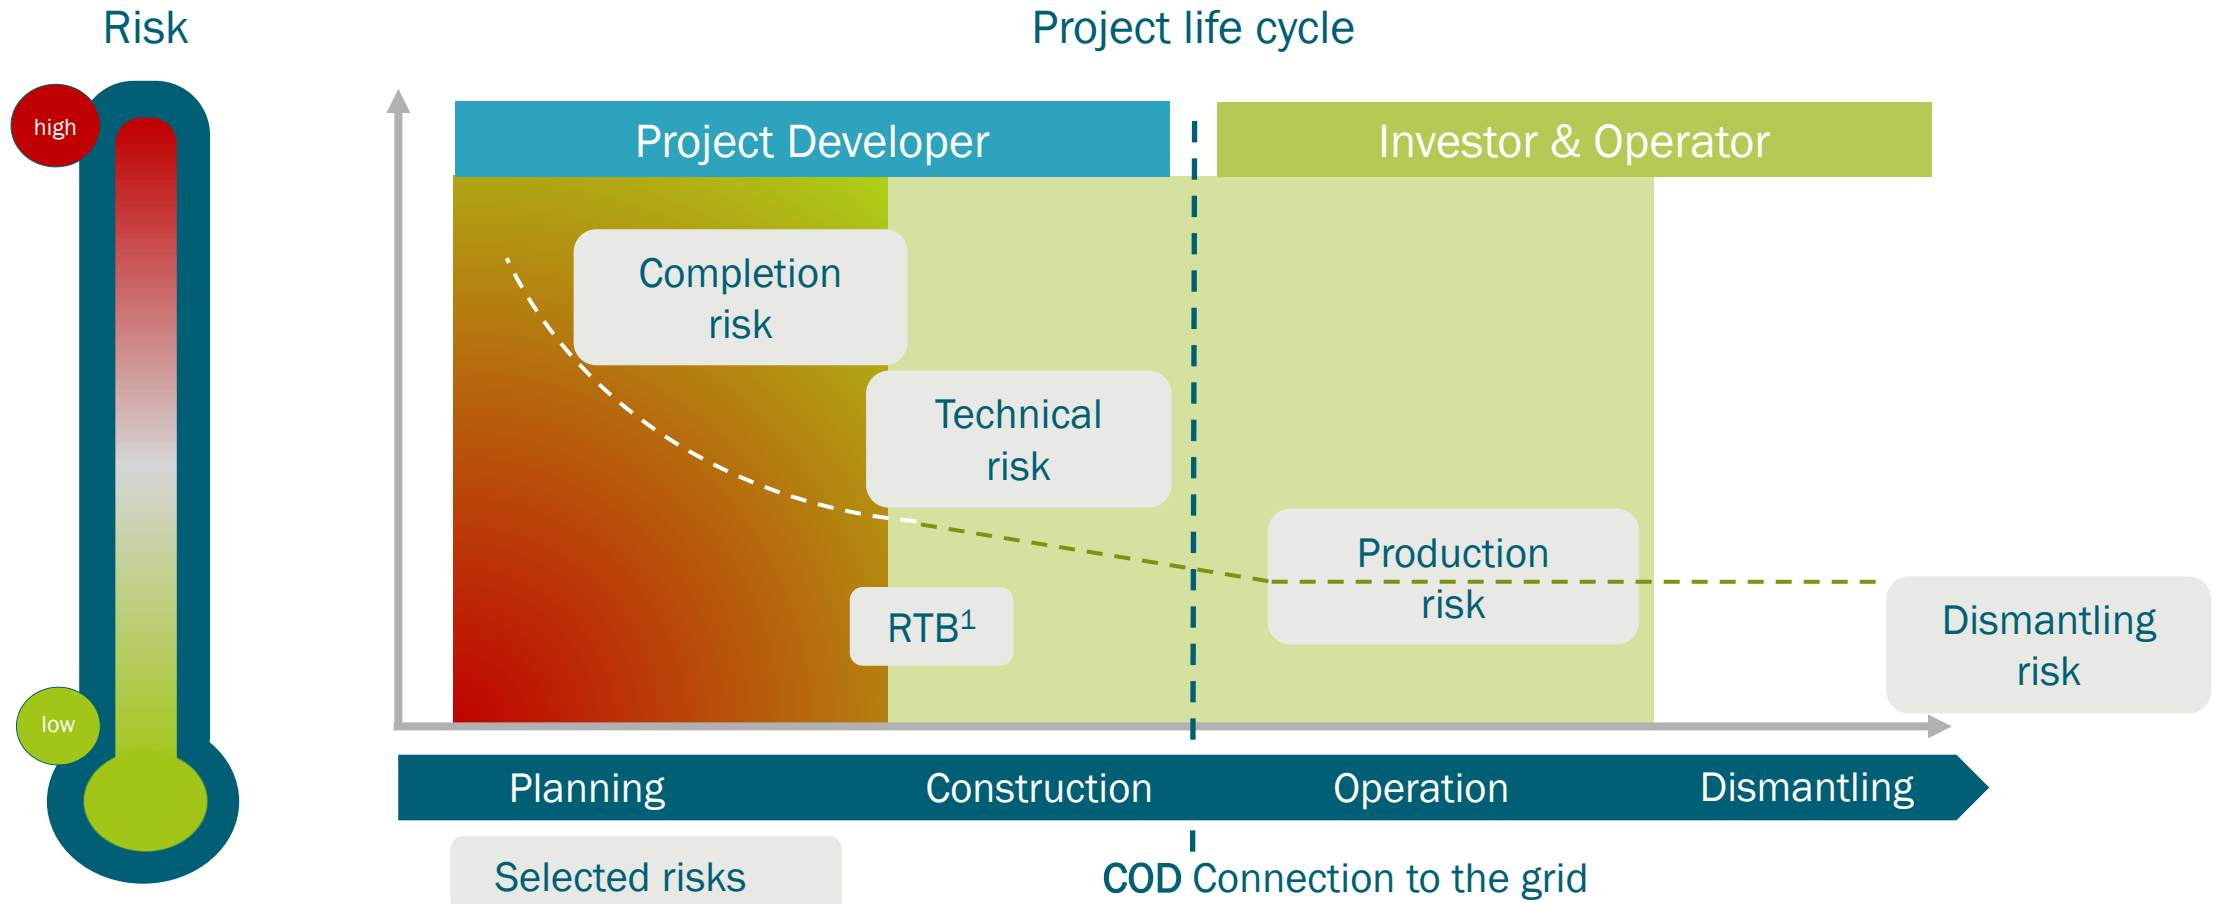 Risk
Project life cycle
high
Project Developer
Investor & Operator
Completion
risk
Technical
risk
Production
risk
RTB¹
Dismantling
risk
low
Planning
Construction
Operation
Dismantling
Selected risks
COD Connection to the grid